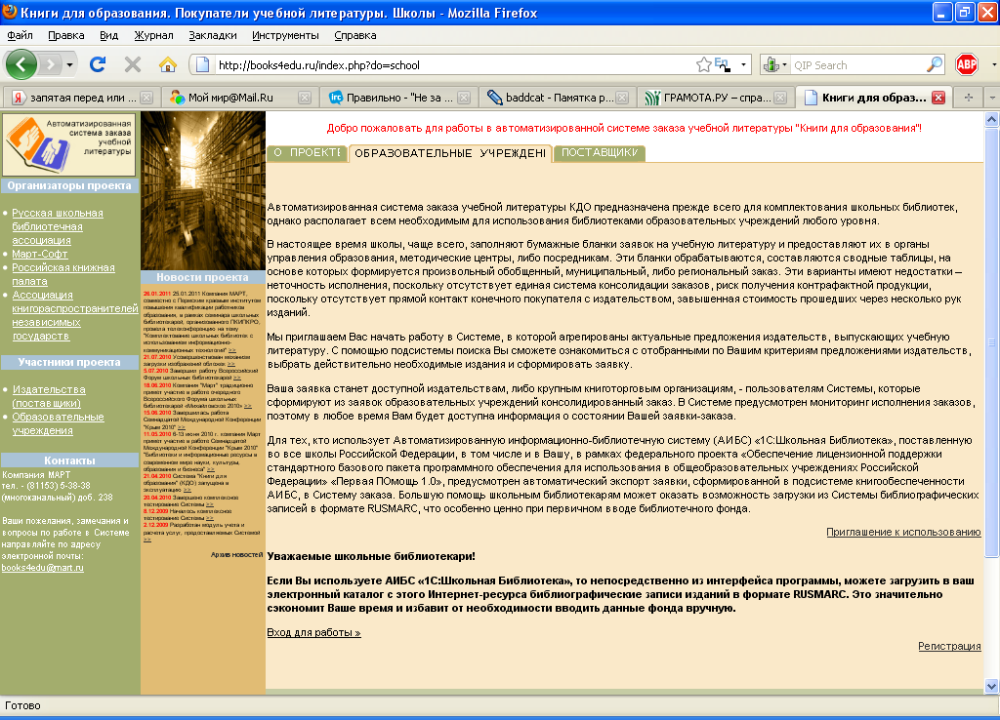 Книги для образования. Покупатели учебной литературы. Школы - Mozilla Firefox
Файл Правка Вид Журнал Закладки Инструменты Справка
http://books4edu.ru/index.php?do=school
QIP Search
ABP
запятая перед или ...
Мой мир@Mail.Ru
Правильно - "Не за ...
baddcat - Памятка р...
ГРАМОТА.РУ – спра...
Книги для образ...
Автоматизированная
система заказа
учебной
литературы
Организаторы проекта
Русская школьная
библиотечная
ассоциация
Март-Софт
Российская книжная
палата
Ассоциация
книгораспространителей
независимых
государств
Участники проекта
Издательства
(поставщики)
Образовательные
учреждения
Контакты
Компания МАРТ
тел. - (81153) 5-38-38
(многоканальный) доб. 238
Ваши пожелания, замечания и
вопросы по работе в Системе
направляйте по адресу
электронной почты:
books4edu@mart.ru
Новости проекта
26.01.2011 25.01.2011 Компания МАРТ,
совместно с Пермским краевым институтом
повышения квалификации работников
образования, в рамках семинара школьных
библиотекарей, организованного ПКИПКРО,
провела телеконференцию на тему
"Комплектование школьных библиотек с
использованием информационно-
коммуникационных технологий" >>
21.07.2010 Усовершенствован механизм
загрузки изображений обложек >>
5.07.2010 Завершил работу Всероссийский
Форум школьных библиотекарей >>
18.06.2010 Компания "Март" традиционно
примет участие в работе очередного
Всероссийского Форума школьных
библиотекарей «Михайловское 2010» >>
15.06.2010 Завершилась работа
Семнадцатой Международной Конференции
"Крым 2010" >>
11.05.2010 6-13 июня 2010 г. компания Март
примет участие в работе Семнадцатой
Международной Конференции "Крым 2010"
"Библиотеки и информационные ресурсы в
современном мире науки, культуры,
образования и бизнеса" >>
21.04.2010 Система "Книги для
образования" (КДО) запущена в
эксплуатацию >>
20.04.2010 Завершено комплексное
тестирование Системы >>
8.12.2009 Началось комплексное
тестирование Системы >>
2.12.2009 Разработан модуль учета и
расчета услуг, предоставляемых Системой
>>
Архив новостей
Добро пожаловать для работы в автоматизированной системе заказа учебной литературы "Книги для образования"!
О ПРОЕКТЕ ОБРАЗОВАТЕЛЬНЫЕ УЧРЕЖДЕНИ ПОСТАВЩИКИ
Автоматизированная система заказа учебной литературы КДО предназначена прежде всего для комплектования школьных библиотек,
однако располагает всем необходимым для использования библиотеками образовательных учреждений любого уровня.
В настоящее время школы, чаще всего, заполняют бумажные бланки заявок на учебную литературу и предоставляют их в органы
управления образования, методические центры, либо посредникам. Эти бланки обрабатываются, составляются сводные таблицы, на
основе которых формируется произвольный обобщенный, муниципальный, либо региональный заказ. Эти варианты имеют недостатки –
неточность исполнения, поскольку отсутствует единая система консолидации заказов, риск получения контрафактной продукции,
поскольку отсутствует прямой контакт конечного покупателя с издательством, завышенная стоимость прошедших через несколько рук
изданий.
Мы приглашаем Вас начать работу в Системе, в которой агрегированы актуальные предложения издательств, выпускающих учебную
литературу. С помощью подсистемы поиска Вы сможете ознакомиться с отобранными по Вашим критериям предложениями издательств,
выбрать действительно необходимые издания и сформировать заявку.
Ваша заявка станет доступной издательствам, либо крупным книготорговым организациям, - пользователям Системы, которые
сформируют из заявок образовательных учреждений консолидированный заказ. В Системе предусмотрен мониторинг исполнения заказов,
поэтому в любое время Вам будет доступна информация о состоянии Вашей заявки-заказа.
Для тех, кто использует Автоматизированную информационно-библиотечную систему (АИБС) «1С:Школьная Библиотека», поставленную
во все школы Российской Федерации, в том числе и в Вашу, в рамках федерального проекта «Обеспечение лицензионной поддержки
стандартного базового пакета программного обеспечения для использования в общеобразовательных учреждениях Российской
Федерации» «Первая ПОмощь 1.0», предусмотрен автоматический экспорт заявки, сформированной в подсистеме книгообеспеченности
АИБС, в Систему заказа. Большую помощь школьным библиотекарям может оказать возможность загрузки из Системы библиографических
записей в формате RUSMARC, что особенно ценно при первичном вводе библиотечного фонда.
Приглашение к использованию
Уважаемые школьные библиотекари!
Если Вы используете АИБС «1С:Школьная Библиотека», то непосредственно из интерфейса программы, можете загрузить в ваш
электронный каталог с этого Интернет-ресурса библиографические записи изданий в формате RUSMARC. Это значительно
сэкономит Ваше время и избавит от необходимости вводить данные фонда вручную.
Вход для работы »
Регистрация
Готово